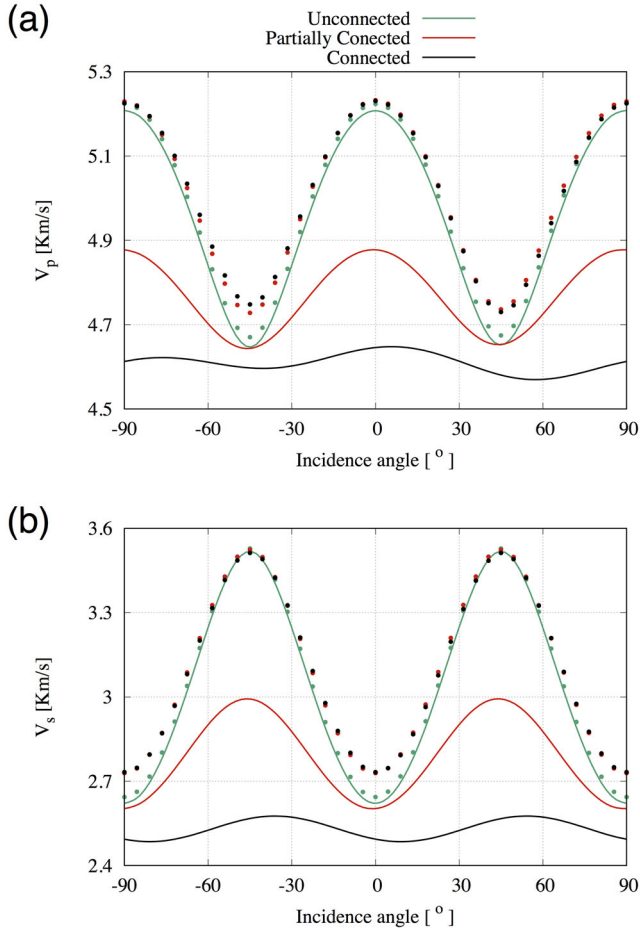 (a)
Unconnected
Partially Conected
Connected
5.3
5.1
4.9
4.7
4.5
Vp [Km/s]
-90 -60 -30 0 30 60 90
Incidence angle [ o ]
(b)
3.6
3.3
3
2.7
2.4
Vs [Km/s]
-90 -60 -30 0 30 60 90
Incidence angle [ o ]